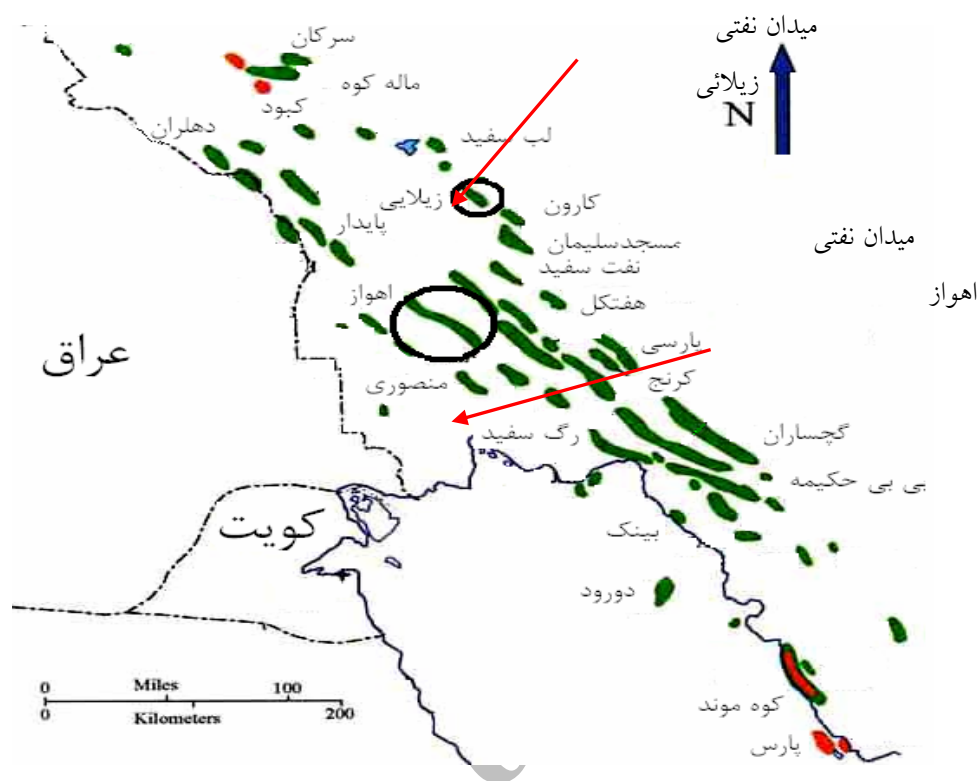 میدان نفتی
زیلائی
N
سرکان
ماله کوه
کبود
دهلران
لب سفید
زیلایی
کارون
پایدار
مسجدسلیمان
نفت سفید
میدان نفتی
اهواز
اهواز
هفتکل
عراق
پارسی
کرنج
منصوری
گچساران
رگ سفید
بی بی حکیمه
کویت
بینک
دورود
0 Miles 100
0 Kilometers 200
کوه موند
پارس